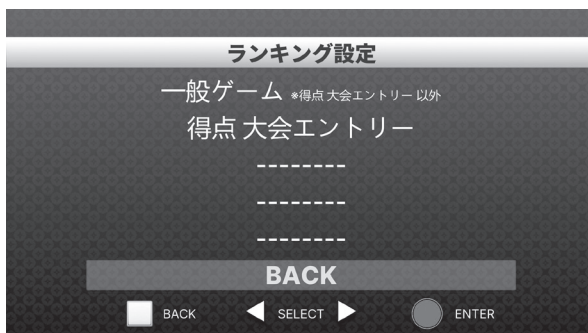 ランキング設定
一般ゲーム ※得点 大会エントリー 以外
得点 大会エントリー
--------
--------
--------
BACK
BACK SELECT ENTER